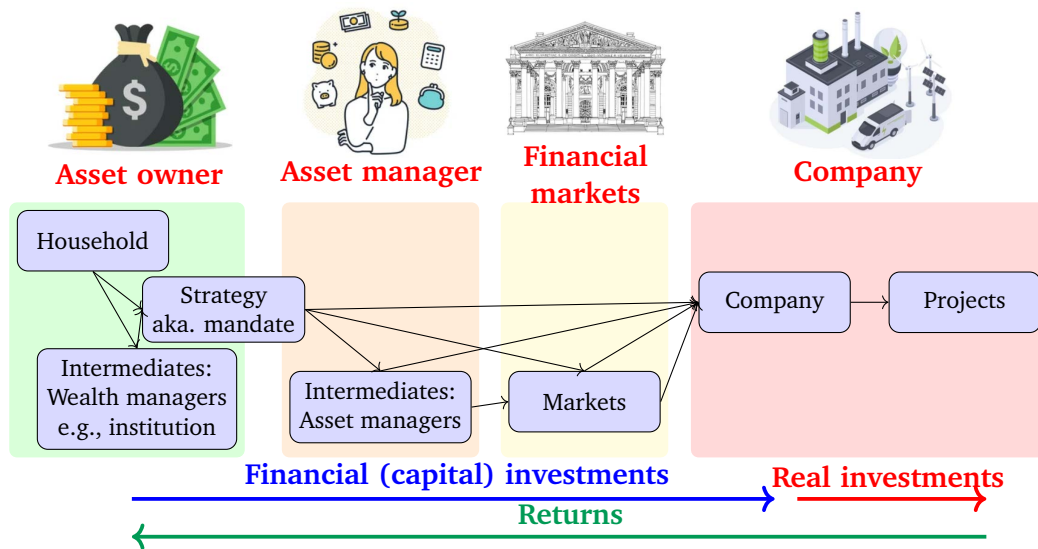 $
Asset owner
Asset manager
Financial
markets
Company
Household
Strategy
aka. mandate
Company
Projects
Intermediates:
Wealth managers
e.g., institution
Intermediates:
Asset managers
Markets
Financial (capital) investments
Real investments
Returns